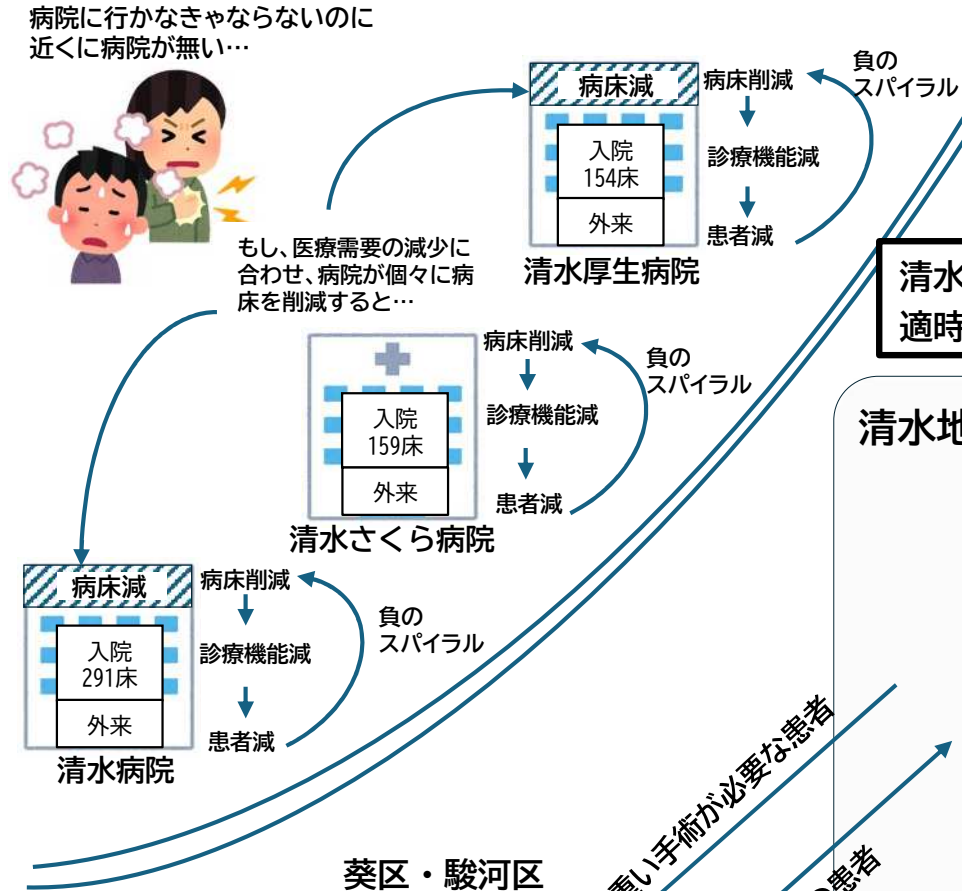 病院に行かなきゃならないのに
近くに病院が無い…
病床減
入院
154床
外来
清水厚生病院
病床削減
診療機能減
患者減
負の
スパイラル
もし、医療需要の減少に
合わせ、病院が個々に病
床を削減すると…
清水
適時
入院
159床
外来
清水さくら病院
病床削減
診療機能減
患者減
負の
スパイラル
清水地
病床減
入院
291床
外来
清水病院
病床削減
診療機能減
患者減
負の
スパイラル
重い手術が必要な患者
患者
葵区・駿河区